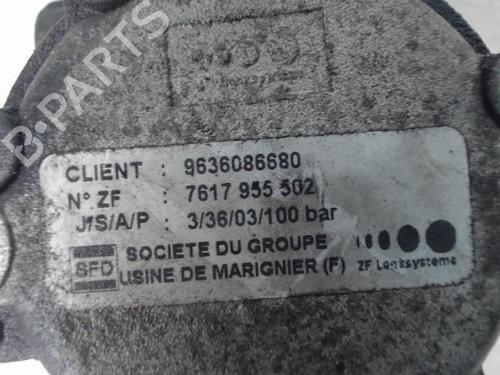 B-PARTS
CLIENT : 9636086680
N° ZF : 7617 955 502
J/S/A/P : 3/36/03/100 bar
SFD SOCIETE DU GROUPE
USINE DE MARIGNIER (F) ZF Lenksysteme